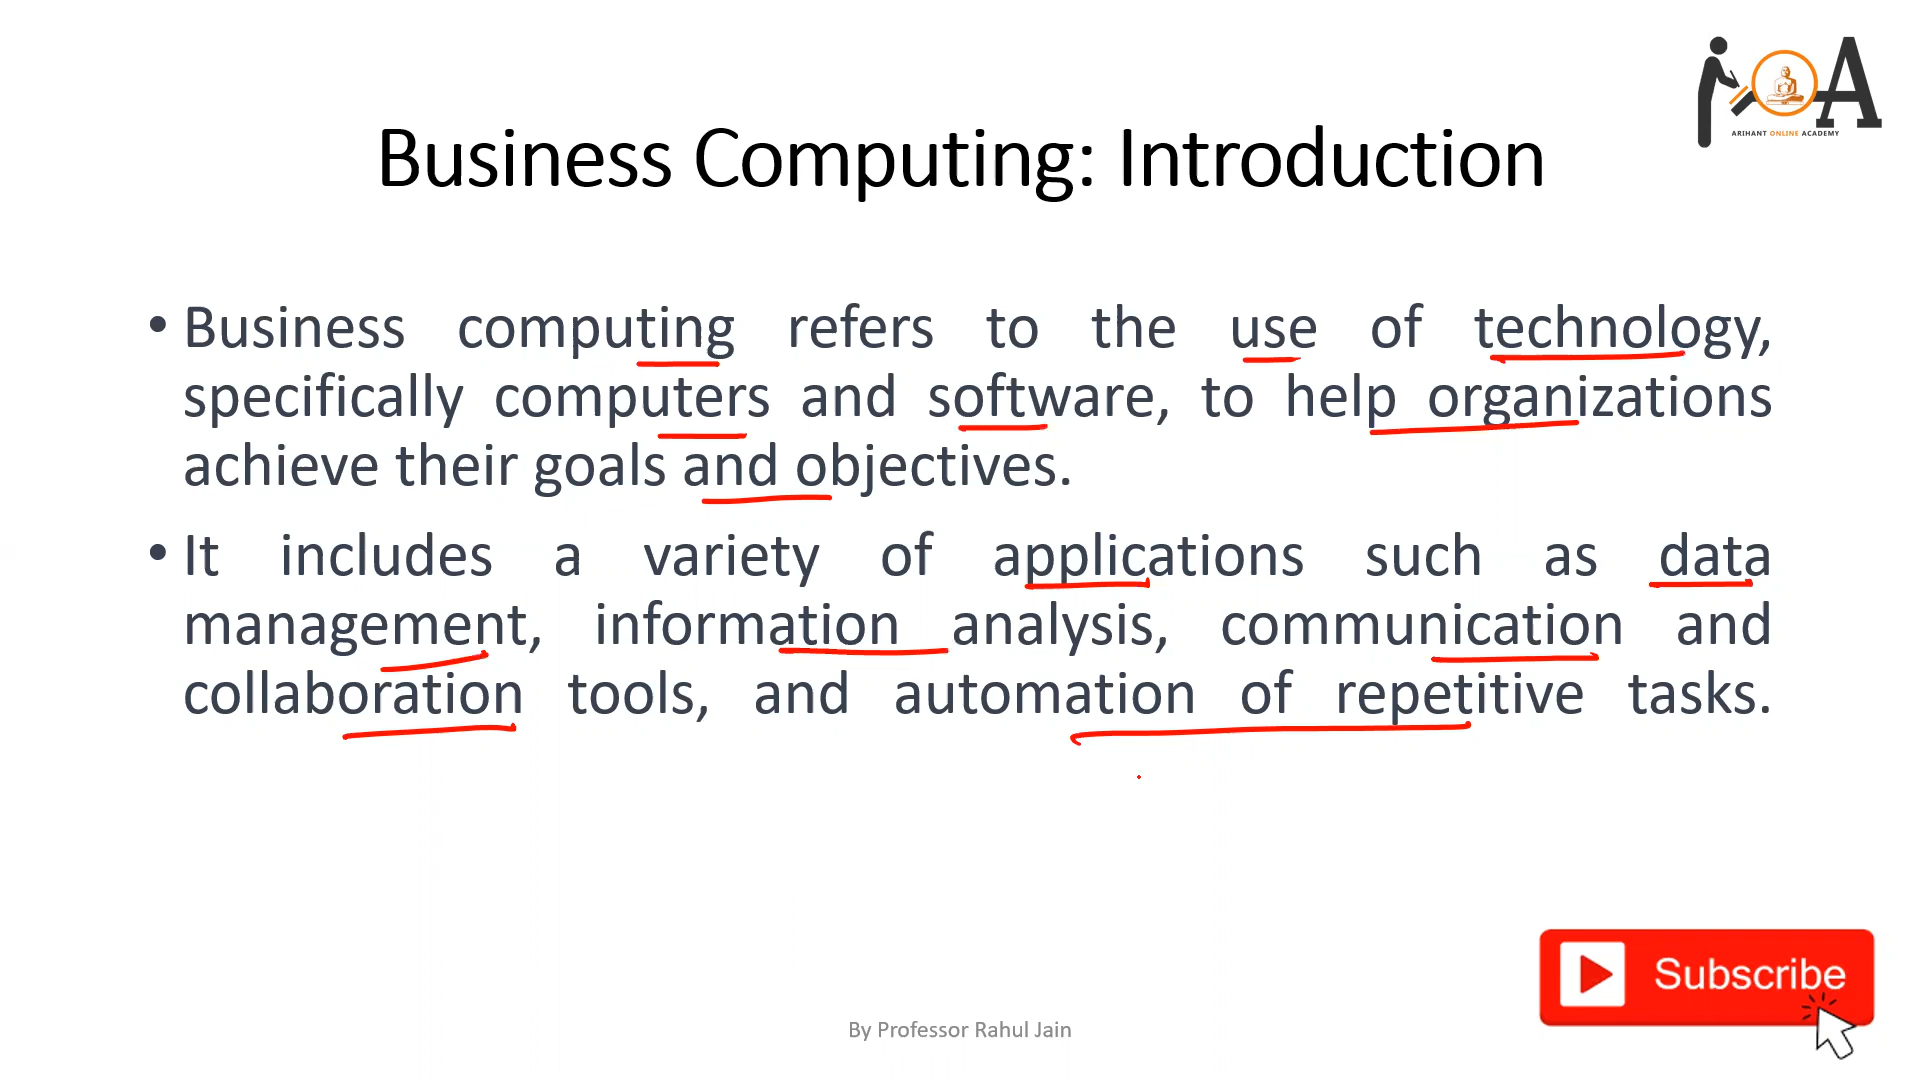 ARIHANT ONLINE ACADEMY
Business Computing: Introduction
• Business computing refers to the use of technology,
specifically computers and software, to help organizations
achieve their goals and objectives.
• It includes a variety of applications such as data
management, information analysis, communication and
collaboration tools, and automation of repetitive tasks.
Subscribe
By Professor Rahul Jain